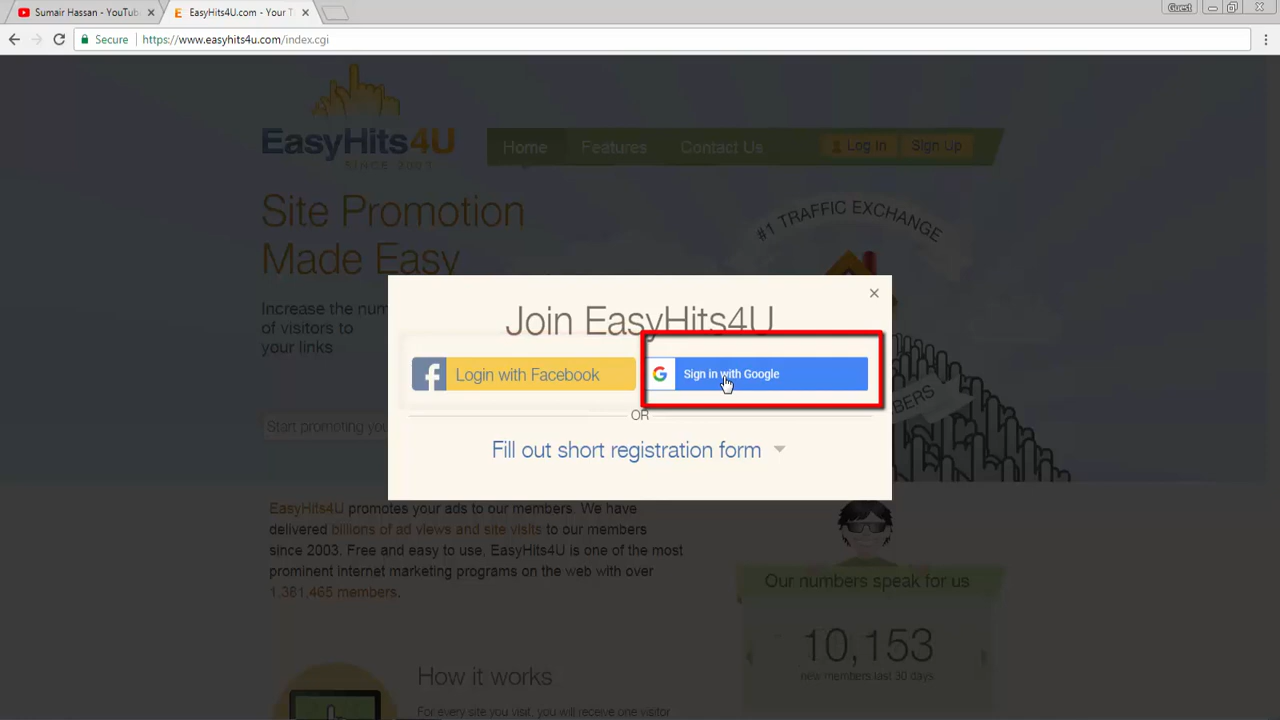 Sumair Hassan - YouTub
EasyHits4U.com - Your T
Guest
Secure
https://www.easyhits4u.com/index.cgi
EasyHits4U
SINCE 2003
Home
Features
Contact Us
Log In
Sign Up
Site Promotion
Made Easy
#1 TRAFFIC EXCHANGE
Increase the num
of visitors to
your links
Join EasyHits4U
Login with Facebook
Sign in with Google
OR
Start promoting you
Fill out short registration form
EasyHits4U promotes your ads to our members. We have
delivered billions of ad views and site visits to our members
since 2003. Free and easy to use, EasyHits4U is one of the most
prominent Internet marketing programs on the web with over
1,361,465 members.
Our numbers speak for us
10,153
new members last 30 days
How it works
For every site you visit, you will receive one visitor